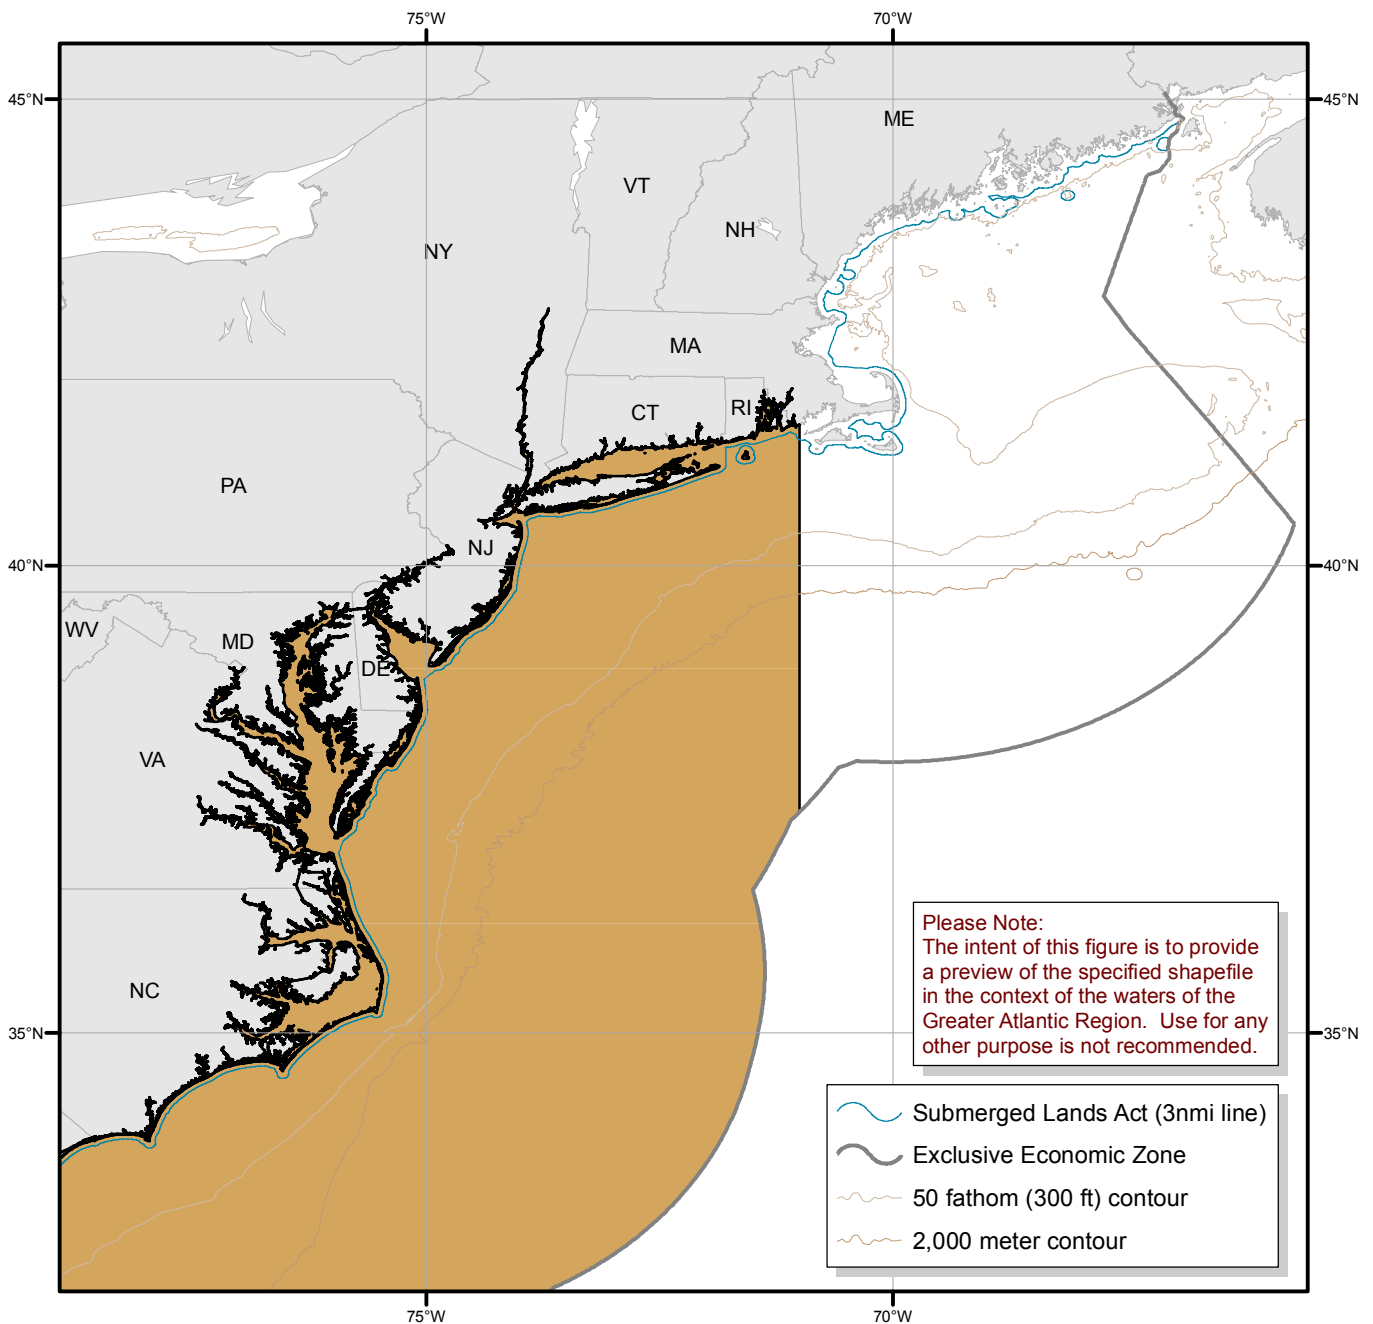 75°W
70°W
45°N
45°N
ME
VT
NH
NY
MA
CT
RI
PA
NJ
40°N
40°N
WV
MD
DE
VA
NC
35°N
35°N
Please Note:
The intent of this figure is to provide
a preview of the specified shapefile
in the context of the waters of the
Greater Atlantic Region. Use for any
other purpose is not recommended.
Submerged Lands Act (3nmi line)
Exclusive Economic Zone
50 fathom (300 ft) contour
2,000 meter contour
75°W
70°W